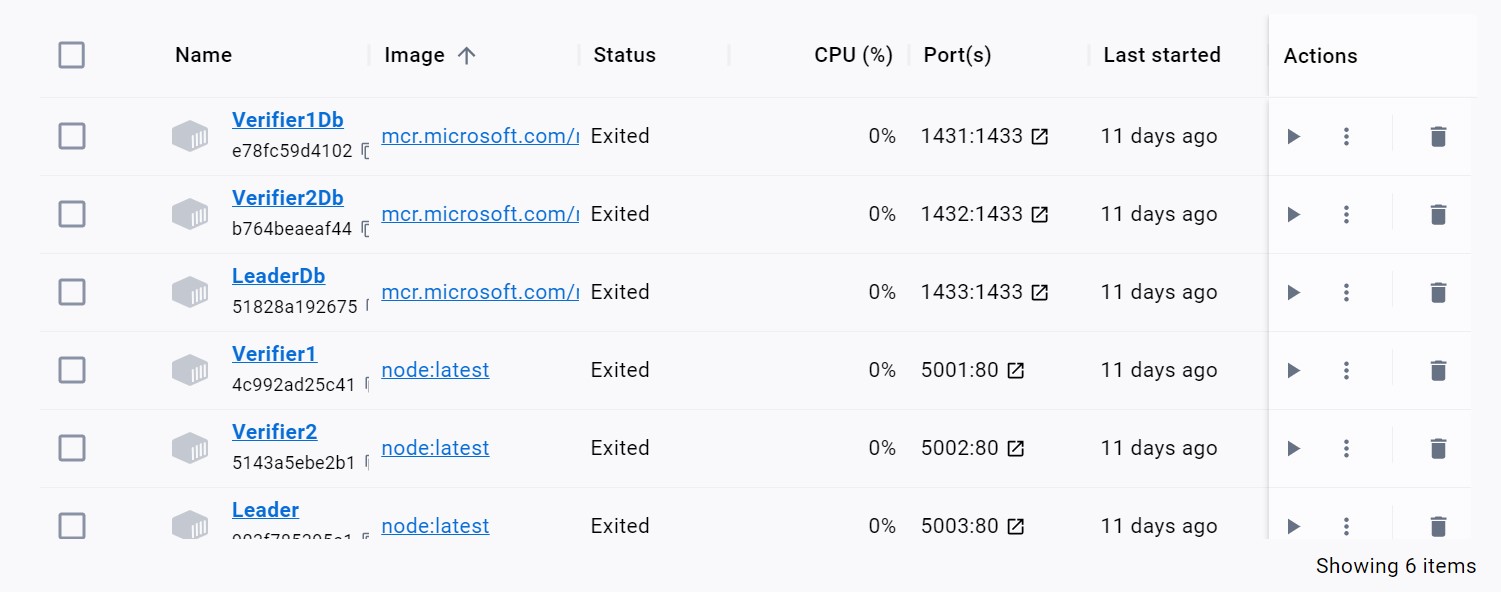 Name Image Status CPU (%) Port(s) Last started Actions
Verifier1Db
e78fc59d4102 mcr.microsoft.com/ Exited 0% 1431:1433 11 days ago
Verifier2Db
b764beaeaf44 mcr.microsoft.com/ Exited 0% 1432:1433 11 days ago
LeaderDb
51828a192675 mcr.microsoft.com/ Exited 0% 1433:1433 11 days ago
Verifier1
4c992ad25c41 node:latest Exited 0% 5001:80 11 days ago
Verifier2
5143a5ebe2b1 node:latest Exited 0% 5002:80 11 days ago
Leader
node:latest Exited 0% 5003:80 11 days ago
Showing 6 items